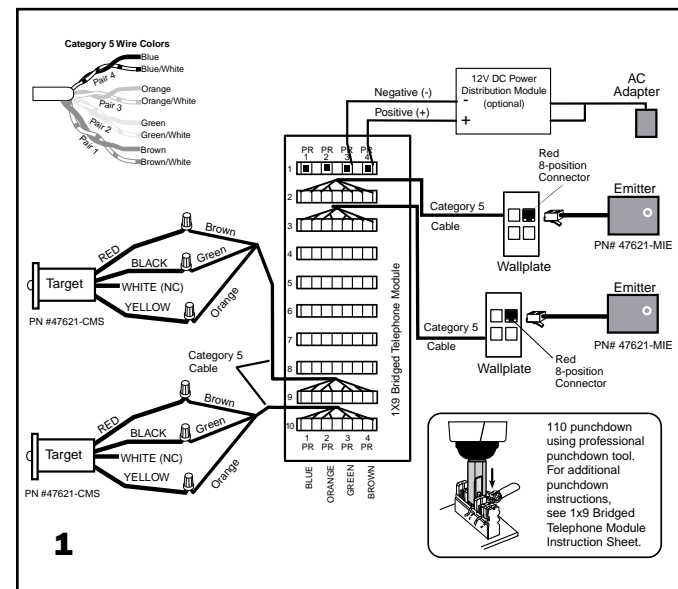 Category 5 Wire Colors
Blue
Blue/White
Pair 4
Orange
Orange/White
Pair 3
Green
Green/White
Pair 2
Brown
Brown/White
Pair 1
Negative (-)
Positive (+)
12V DC Power
Distribution Module
(optional)
-
+
AC
Adapter
PR PR PR PR
1 2 3 4
1
2
3
4
5
6
7
8
9
10
1 2 3 4
PR PR PR PR
BLUE
ORANGE
GREEN
BROWN
1X9 Bridged Telephone Module
Category 5
Cable
Red
8-position
Connector
Wallplate
Emitter
PN# 47621-MIE
Category 5
Cable
Wallplate
Red
8-position
Connector
Emitter
PN# 47621-MIE
RED
BLACK
WHITE (NC)
YELLOW
Brown
Green
Orange
Target
PN #47621-CMS
Category 5
Cable
RED
BLACK
WHITE (NC)
YELLOW
Brown
Green
Orange
Target
PN #47621-CMS
110 punchdown
using professional
punchdown tool.
For additional
punchdown
instructions,
see 1x9 Bridged
Telephone Module
Instruction Sheet.
1